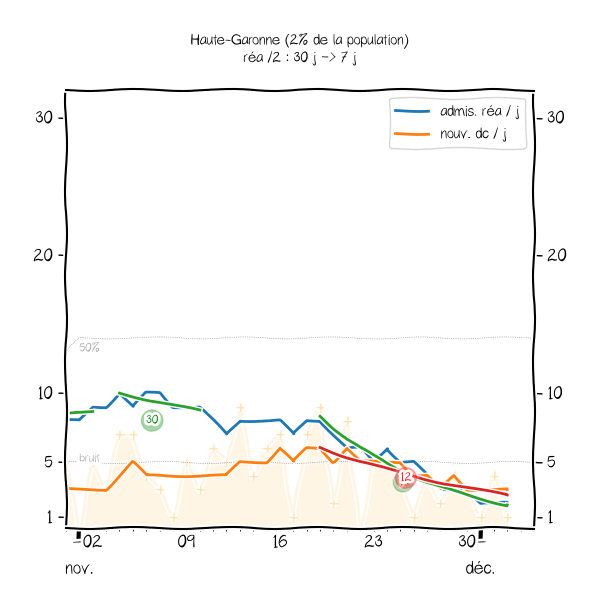 Haute-Garonne (2% de la population)
réa /2 : 30 j -> 7 j
admis. réa / j
nouv. dc / j
30
30
20
20
50%
10
10
30
bruit
5
5
12
1
1
02
09
16
23
30
nov.
déc.